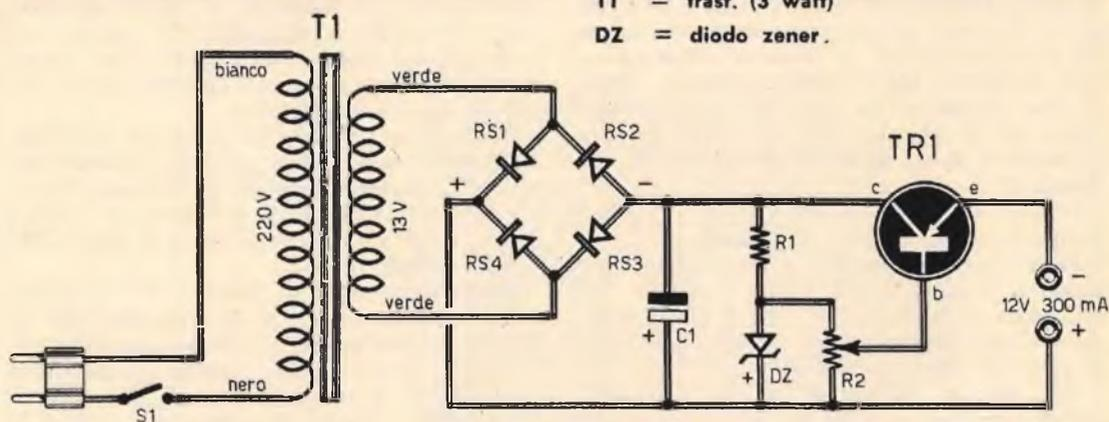 T1 = trasf. (3 watt)
DZ = diodo zener.
T1
bianco
verde
RS1
RS2
TR1
c
e
+
-
220 V
13V
R1
RS4
RS3
-
b
12V 300 mA
verde
+ C1
+ DZ
R2
+
nero
S1